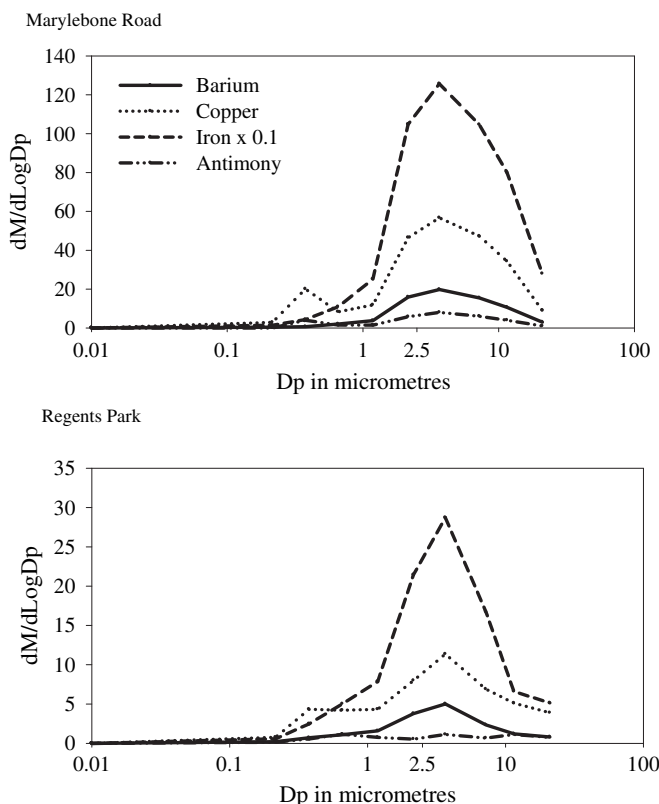 Marylebone Road
140
120
100
80
60
40
20
0
dM/dLogDp
Barium
Copper
Iron x 0.1
Antimony
0.01 0.1 1 2.5 10 100
Dp in micrometres
Regents Park
35
30
25
20
15
10
5
0
dM/dLogDp
0.01 0.1 1 2.5 10 100
Dp in micrometres